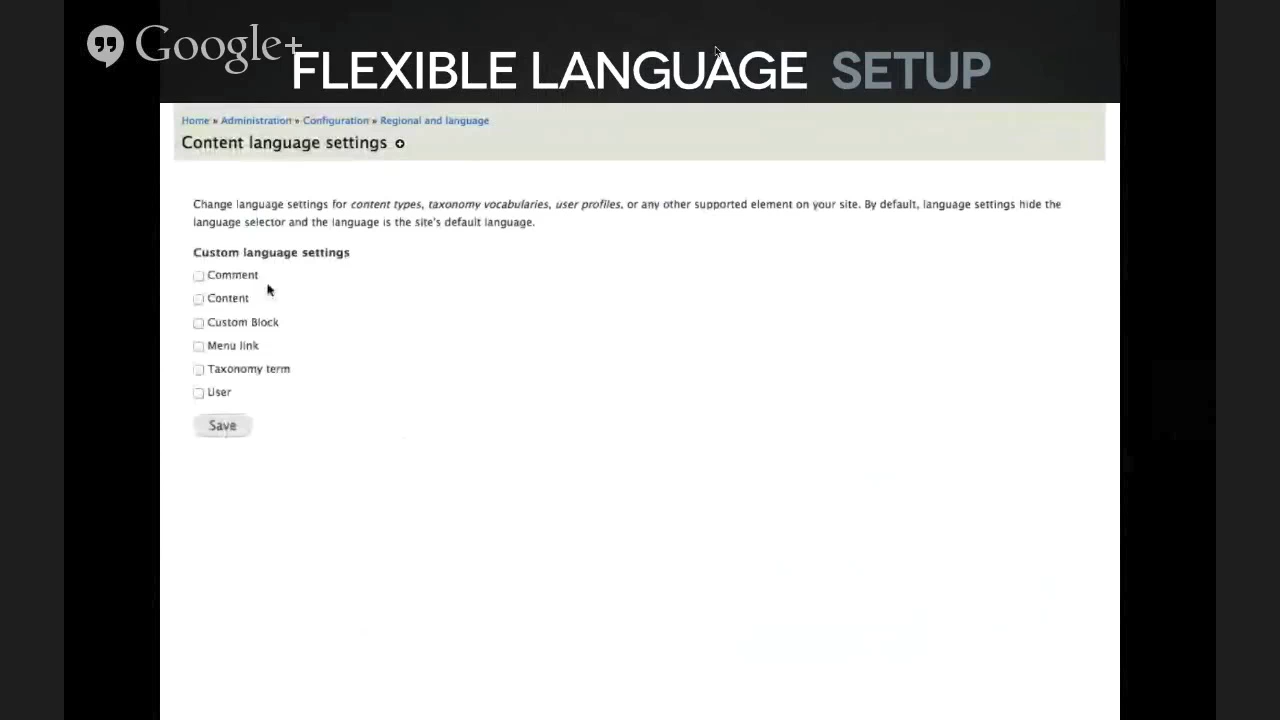 Google+
FLEXIBLE LANGUAGE SETUP
Home » Administration » Configuration » Regional and language
Content language settings
Change language settings for content types, taxonomy vocabularies, user profiles, or any other supported element on your site. By default, language settings hide the
language selector and the language is the site's default language.
Custom language settings
Comment
Content
Custom Block
Menu link
Taxonomy term
User
Save